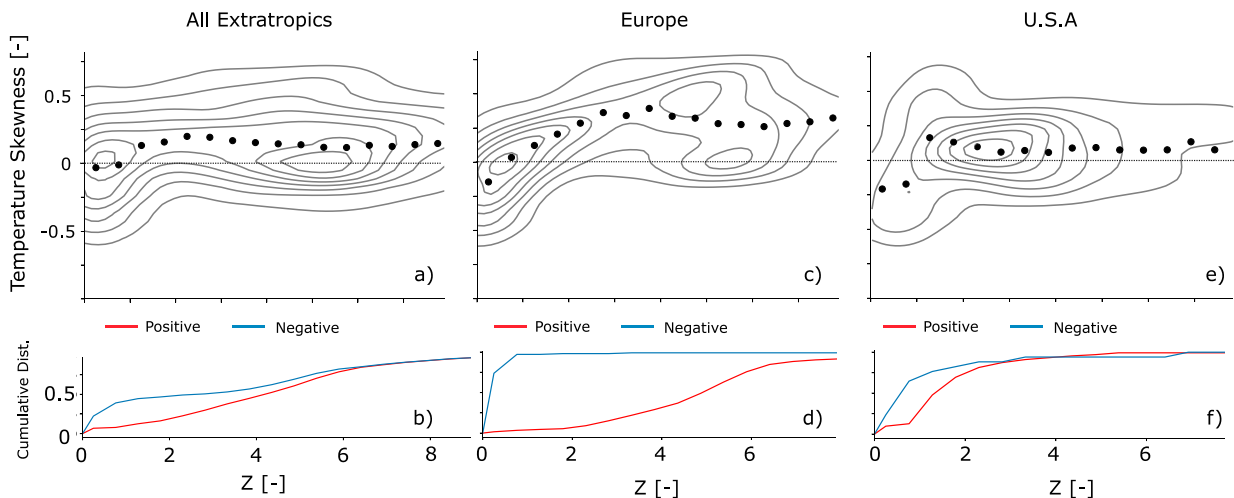 All Extratropics
Europe
U.S.A
Temperature Skewness [-]
0.5
0
-0.5
a)
c)
e)
Positive
Negative
Positive
Negative
Positive
Negative
Cumulative Dist.
0.5
0
b)
d)
f)
0 2 4 6 8
0 2 4 6
0 2 4 6
Z [-]
Z [-]
Z [-]